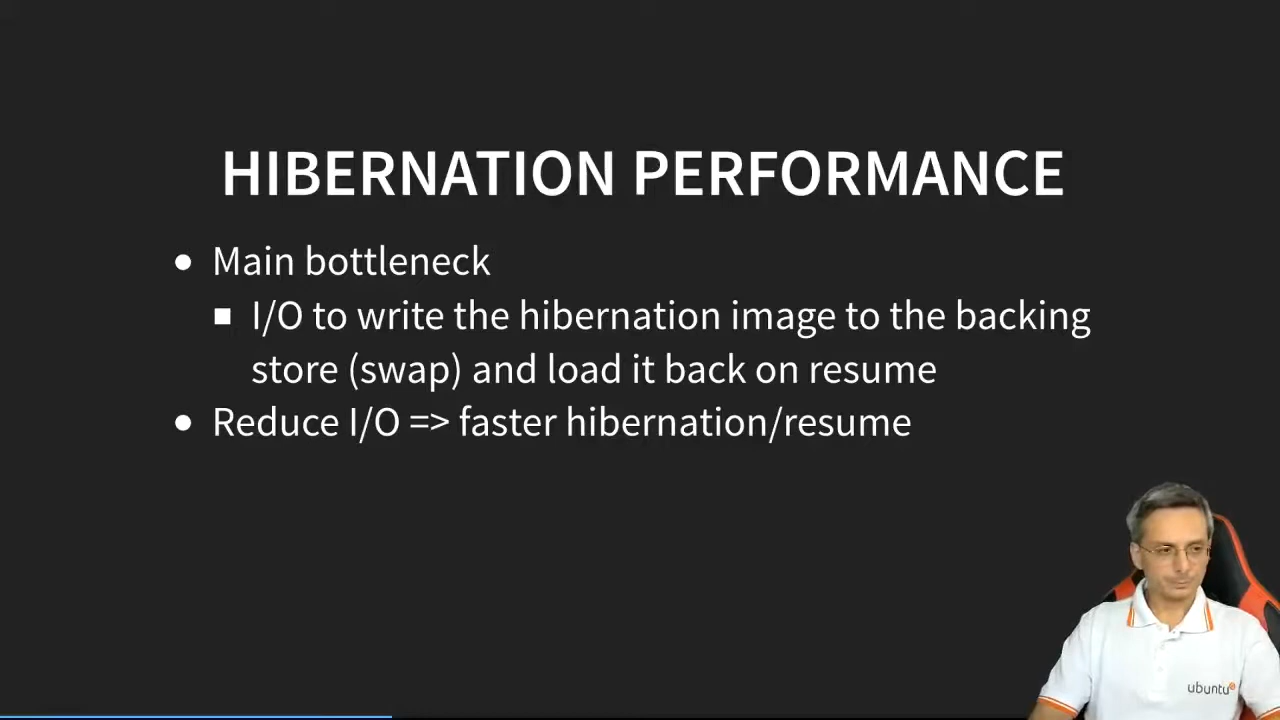 HIBERNATION PERFORMANCE
Main bottleneck
I/O to write the hibernation image to the backing
store (swap) and load it back on resume
Reduce I/O => faster hibernation/resume
ubuntu